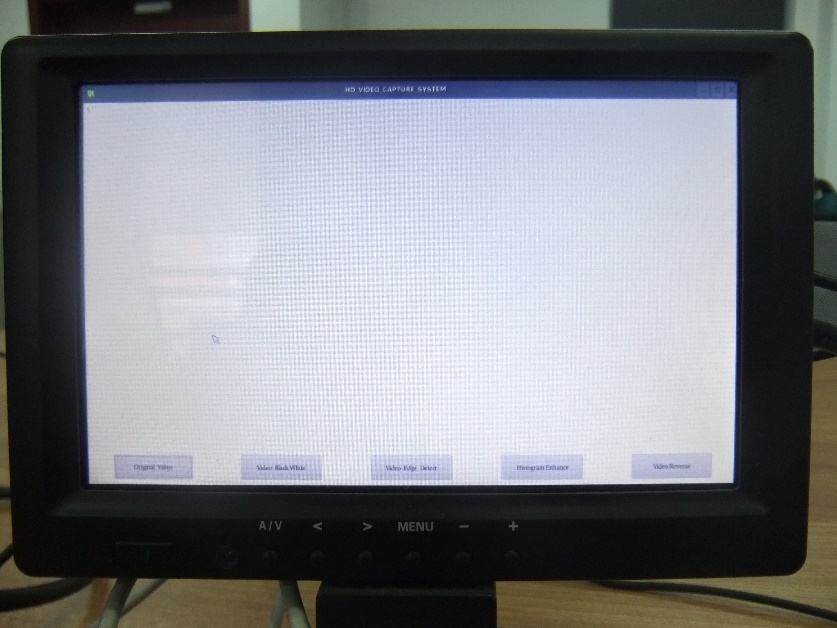 HD VIDEO CAPTURE SYSTEM
Original Video
Video Black White
Video Edge Detect
Histogram Enhance
Video Reverse
A/V < > MENU − +